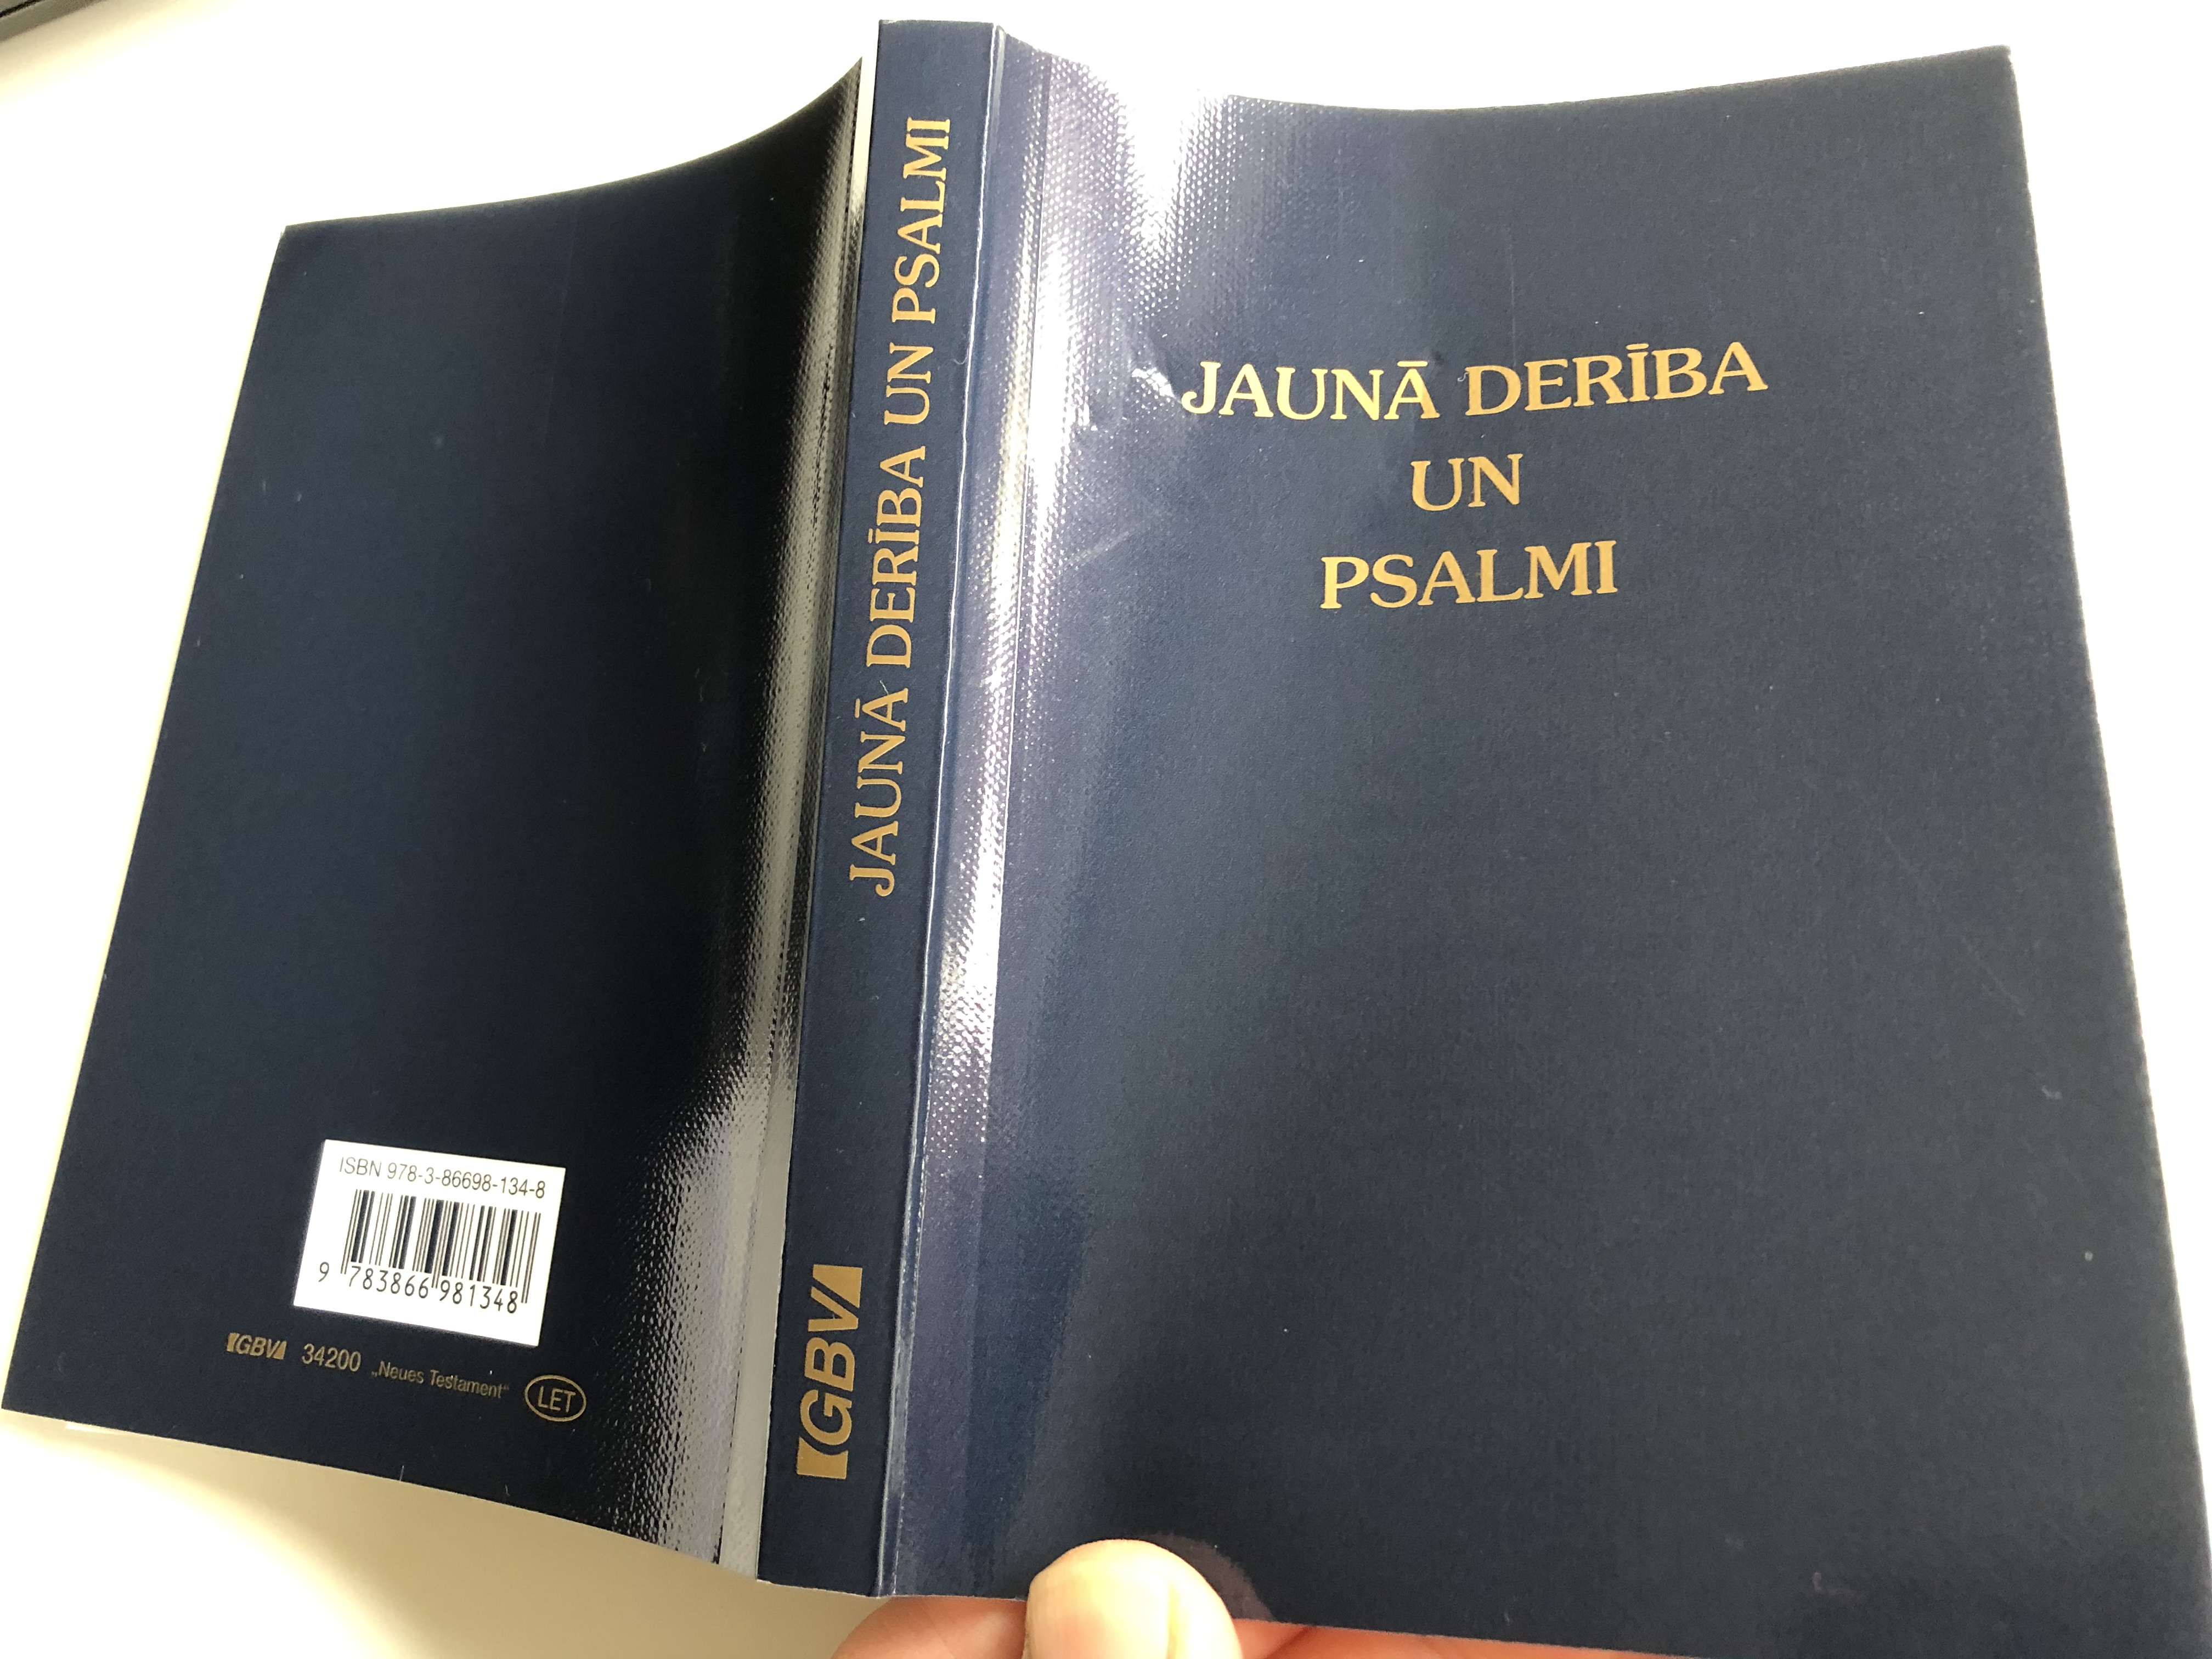 JAUNĀ DERĪBA
UN
PSALMI
JAUNĀ DERĪBA UN PSALMI
GBV
ISBN 978-3-86698-134-8
9 783866 981348
GBV 34200 „Neues Testament“ LET